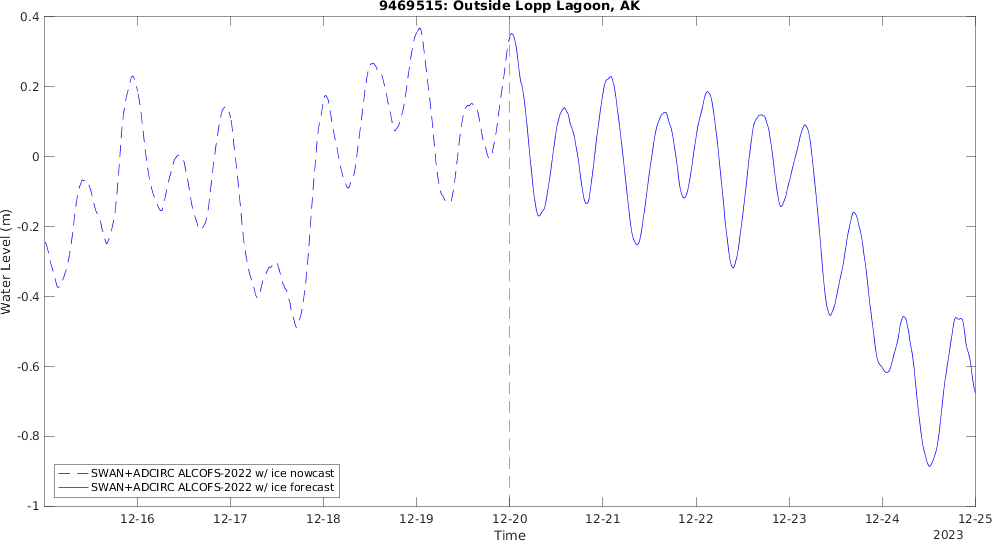 9469515: Outside Lopp Lagoon, AK
0.4
0.2
0
-0.2
-0.4
-0.6
-0.8
-1
Water Level (m)
SWAN+ADCIRC ALCOFS-2022 w/ ice nowcast
SWAN+ADCIRC ALCOFS-2022 w/ ice forecast
12-16 12-17 12-18 12-19 12-20 12-21 12-22 12-23 12-24 12-25
Time
2023